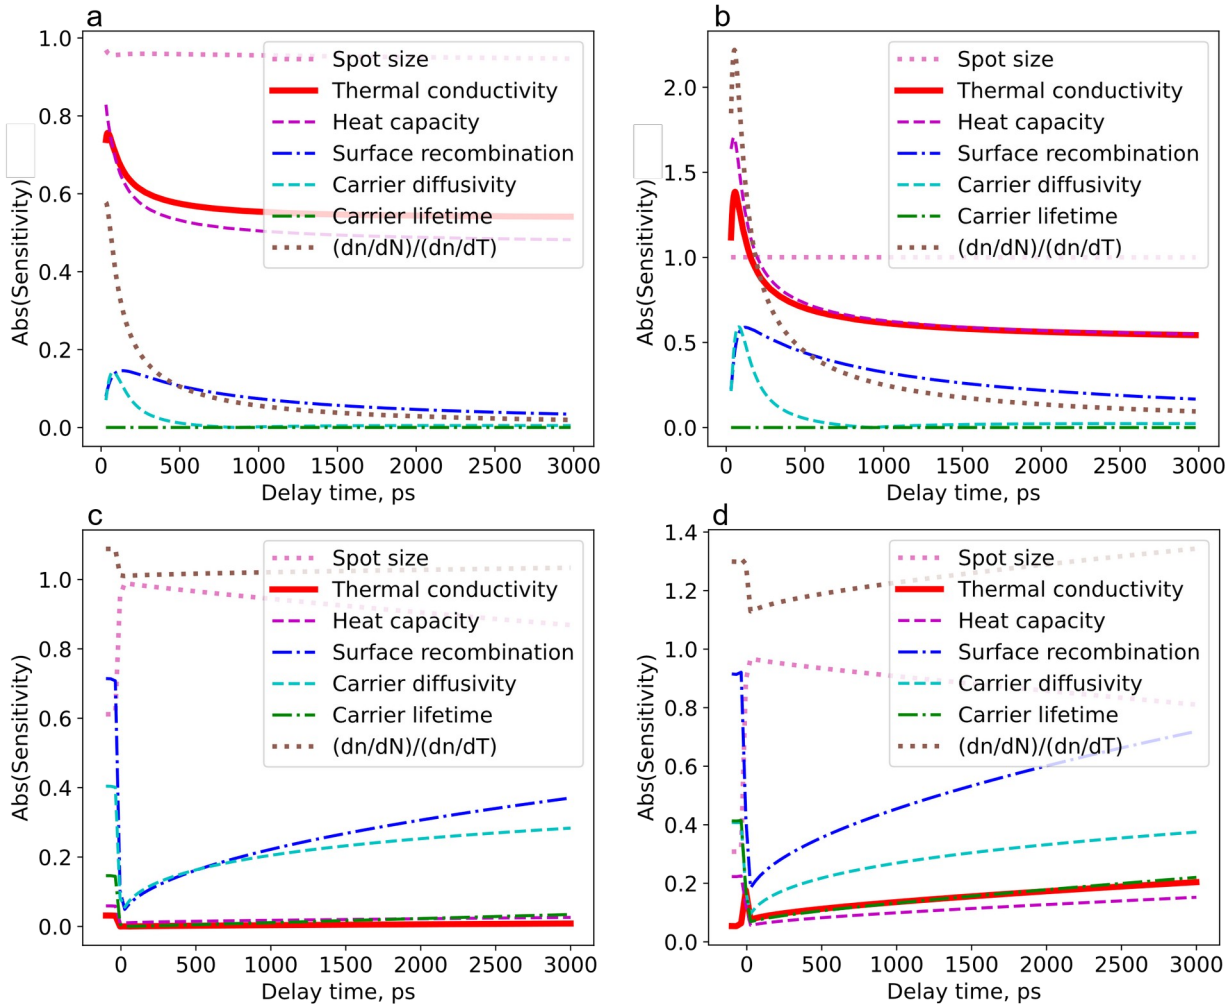 a
1.0
0.8
0.6
0.4
0.2
0.0
Abs(Sensitivity)
Spot size
Thermal conductivity
Heat capacity
Surface recombination
Carrier diffusivity
Carrier lifetime
(dn/dN)/(dn/dT)
0 500 1000 1500 2000 2500 3000
Delay time, ps
b
2.0
1.5
1.0
0.5
0.0
Abs(Sensitivity)
Spot size
Thermal conductivity
Heat capacity
Surface recombination
Carrier diffusivity
Carrier lifetime
(dn/dN)/(dn/dT)
0 500 1000 1500 2000 2500 3000
Delay time, ps
c
1.0
0.8
0.6
0.4
0.2
0.0
Abs(Sensitivity)
Spot size
Thermal conductivity
Heat capacity
Surface recombination
Carrier diffusivity
Carrier lifetime
(dn/dN)/(dn/dT)
0 500 1000 1500 2000 2500 3000
Delay time, ps
d
1.4
1.2
1.0
0.8
0.6
0.4
0.2
0.0
Abs(Sensitivity)
Spot size
Thermal conductivity
Heat capacity
Surface recombination
Carrier diffusivity
Carrier lifetime
(dn/dN)/(dn/dT)
0 500 1000 1500 2000 2500 3000
Delay time, ps